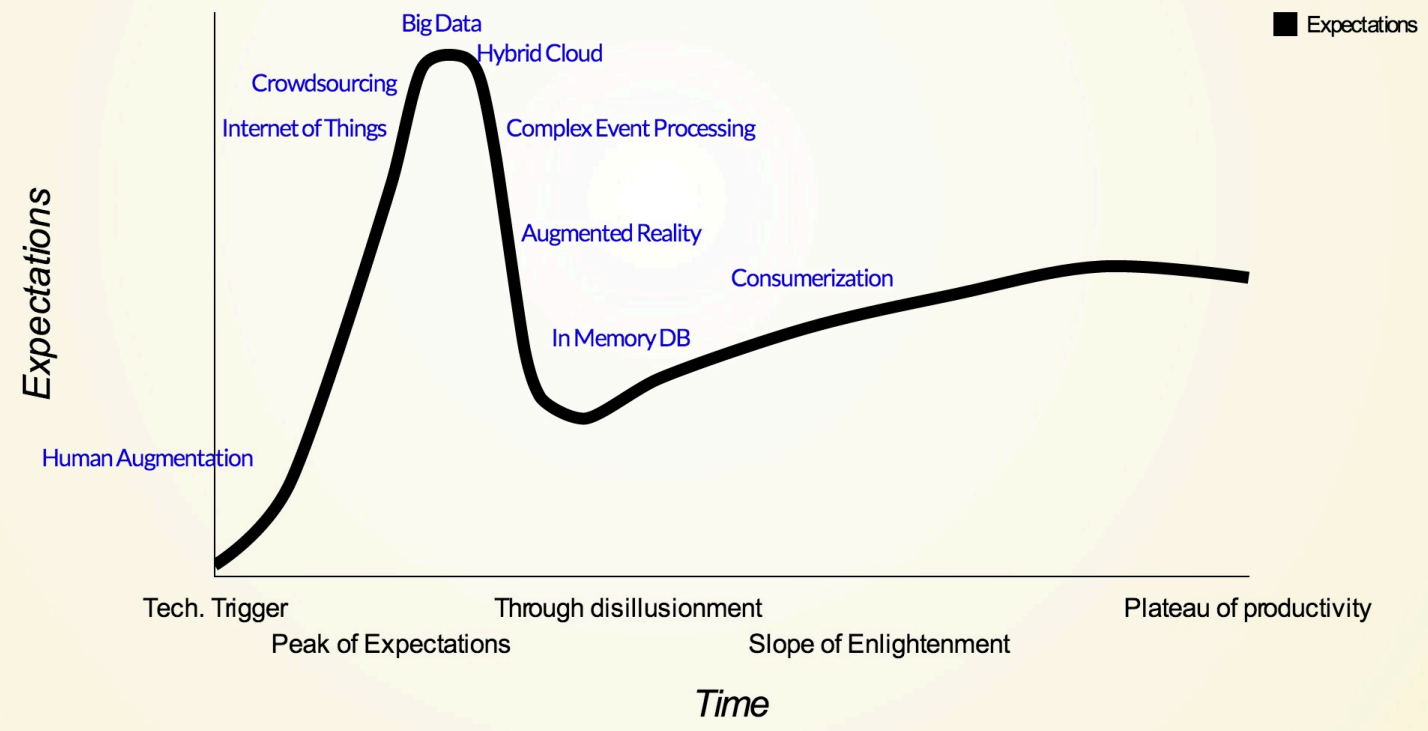 Big Data
Expectations
Hybrid Cloud
Crowdsourcing
Internet of Things
Complex Event Processing
Augmented Reality
Consumerization
In Memory DB
Human Augmentation
Expectations
Tech. Trigger
Through disillusionment
Plateau of productivity
Peak of Expectations
Slope of Enlightenment
Time